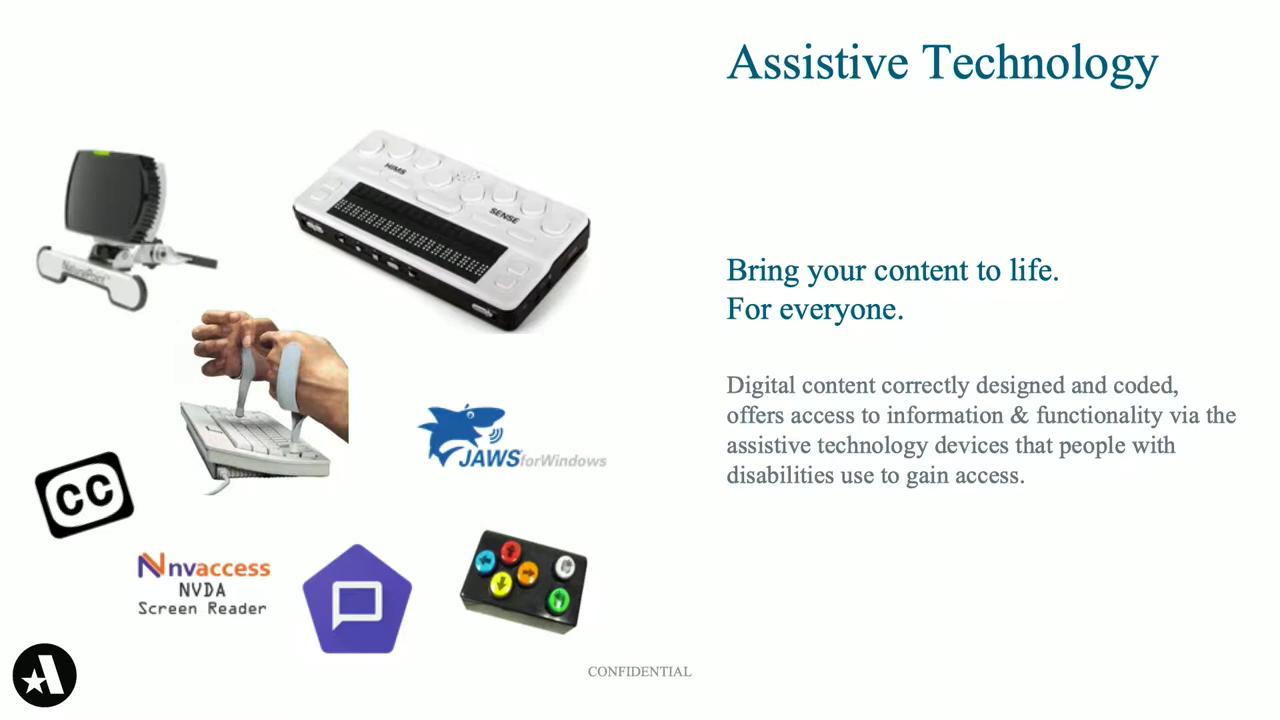 Assistive Technology
HIMS
SENSE
NaturalPoint
Bring your content to life.
For everyone.
Digital content correctly designed and coded,
offers access to information & functionality via the
assistive technology devices that people with
disabilities use to gain access.
JAWS for Windows
CC
nvaccess
NVDA
Screen Reader
A
CONFIDENTIAL